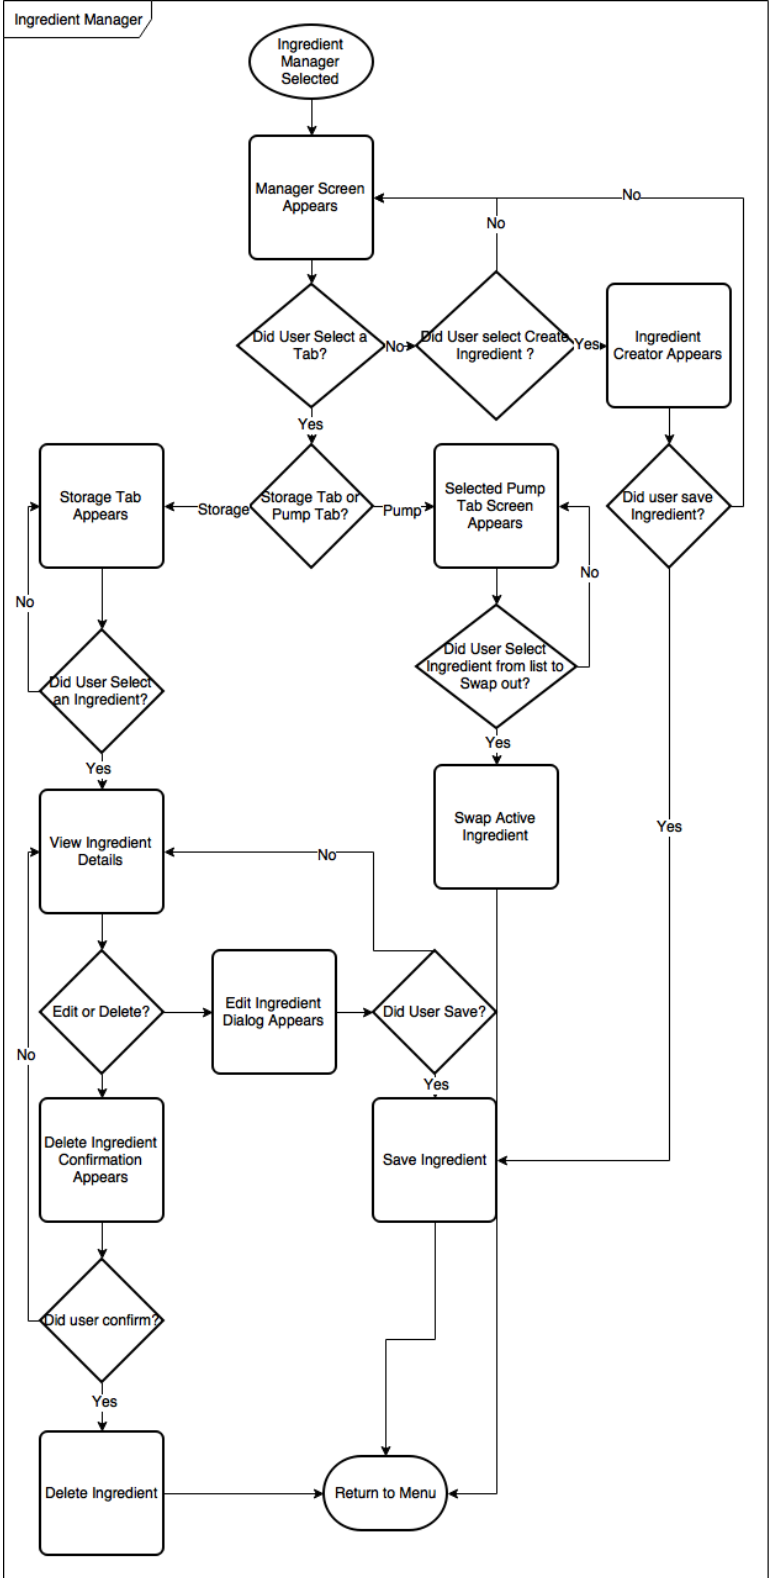 Ingredient Manager
Ingredient
Manager
Selected
Manager Screen
Appears
No
No
Did User Select a
Tab?
No
Did User select Create
Ingredient ?
Yes
Ingredient
Creator Appears
Yes
Storage Tab
Appears
Storage
Storage Tab or
Pump Tab?
Pump
Selected Pump
Tab Screen
Appears
Did user save
Ingredient?
No
No
Did User Select
an Ingredient?
Did User Select
Ingredient from list to
Swap out?
Yes
Yes
View Ingredient
Details
No
Swap Active
Ingredient
Yes
Edit or Delete?
Edit Ingredient
Dialog Appears
Did User Save?
No
Yes
Delete Ingredient
Confirmation
Appears
Save Ingredient
Did user confirm?
Yes
Delete Ingredient
Return to Menu